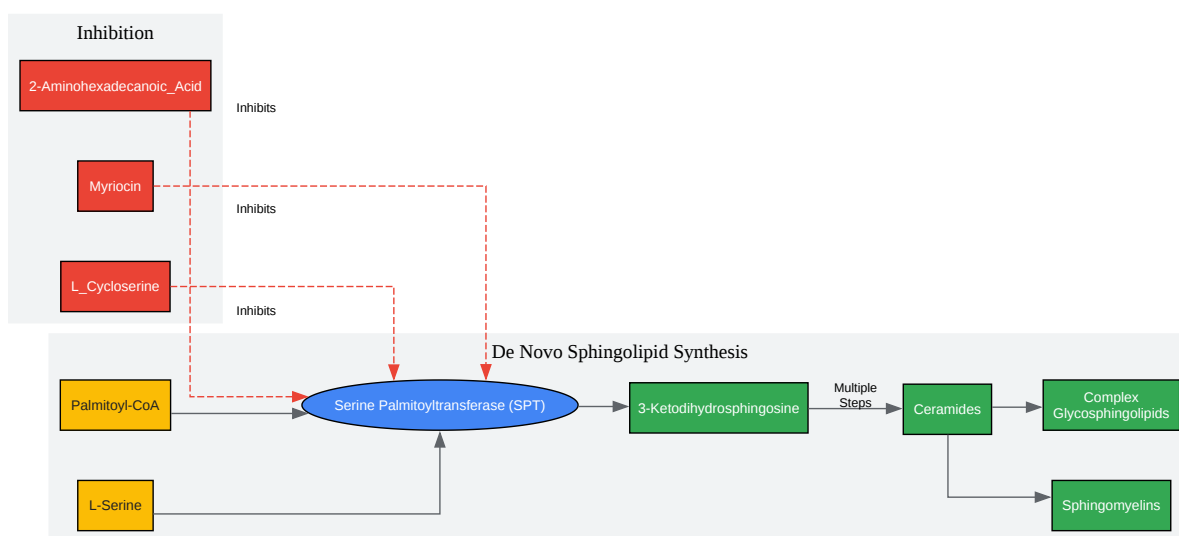 Inhibition
2-Aminohexadecanoic_Acid
Inhibits
Myriocin
Inhibits
L_Cycloserine
Inhibits
De Novo Sphingolipid Synthesis
Palmitoyl-CoA
Serine Palmitoyltransferase (SPT)
3-Ketodihydrosphingosine
Multiple
Steps
Ceramides
Complex
Glycosphingolipids
L-Serine
Sphingomyelins